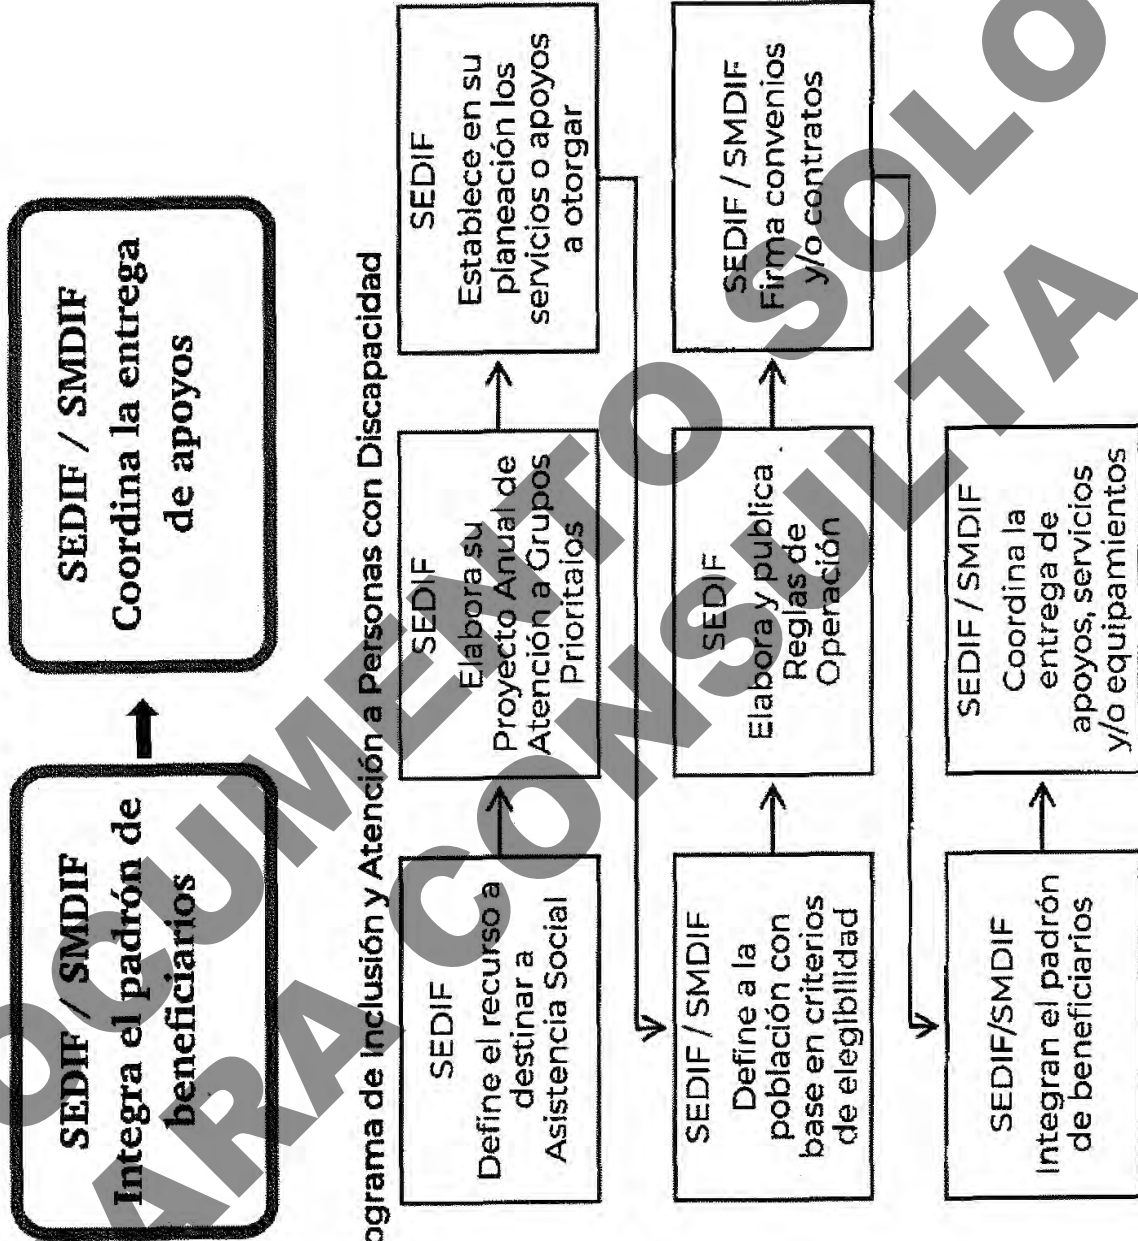 SEDIF / SMDIF
Integra el padrón de
beneficiarios
SEDIF / SMDIF
Coordina la entrega
de apoyos
ograma de Inclusión y Atención a Personas con Discapacidad
SEDIF
Define el recurso a
destinar a
Asistencia Social
SEDIF
Elabora su
Proyecto Anual de
Atención a Grupos
Prioritaios
SEDIF
Establece en su
planeación los
servicios o apoyos
a otorgar
SEDIF / SMDIF
Define a la
población con
base en criterios
de elegibilidad
SEDIF
Elabora y publica
Reglas de
Operación
SEDIF / SMDIF
Firma convenios
y/o contratos
SEDIF/SMDIF
Integran el padrón
de beneficiarios
SEDIF / SMDIF
Coordina la
entrega de
apoyos, servicios
y/o equipamientos
OCUMENTO SOLO
ARA CONSULTA